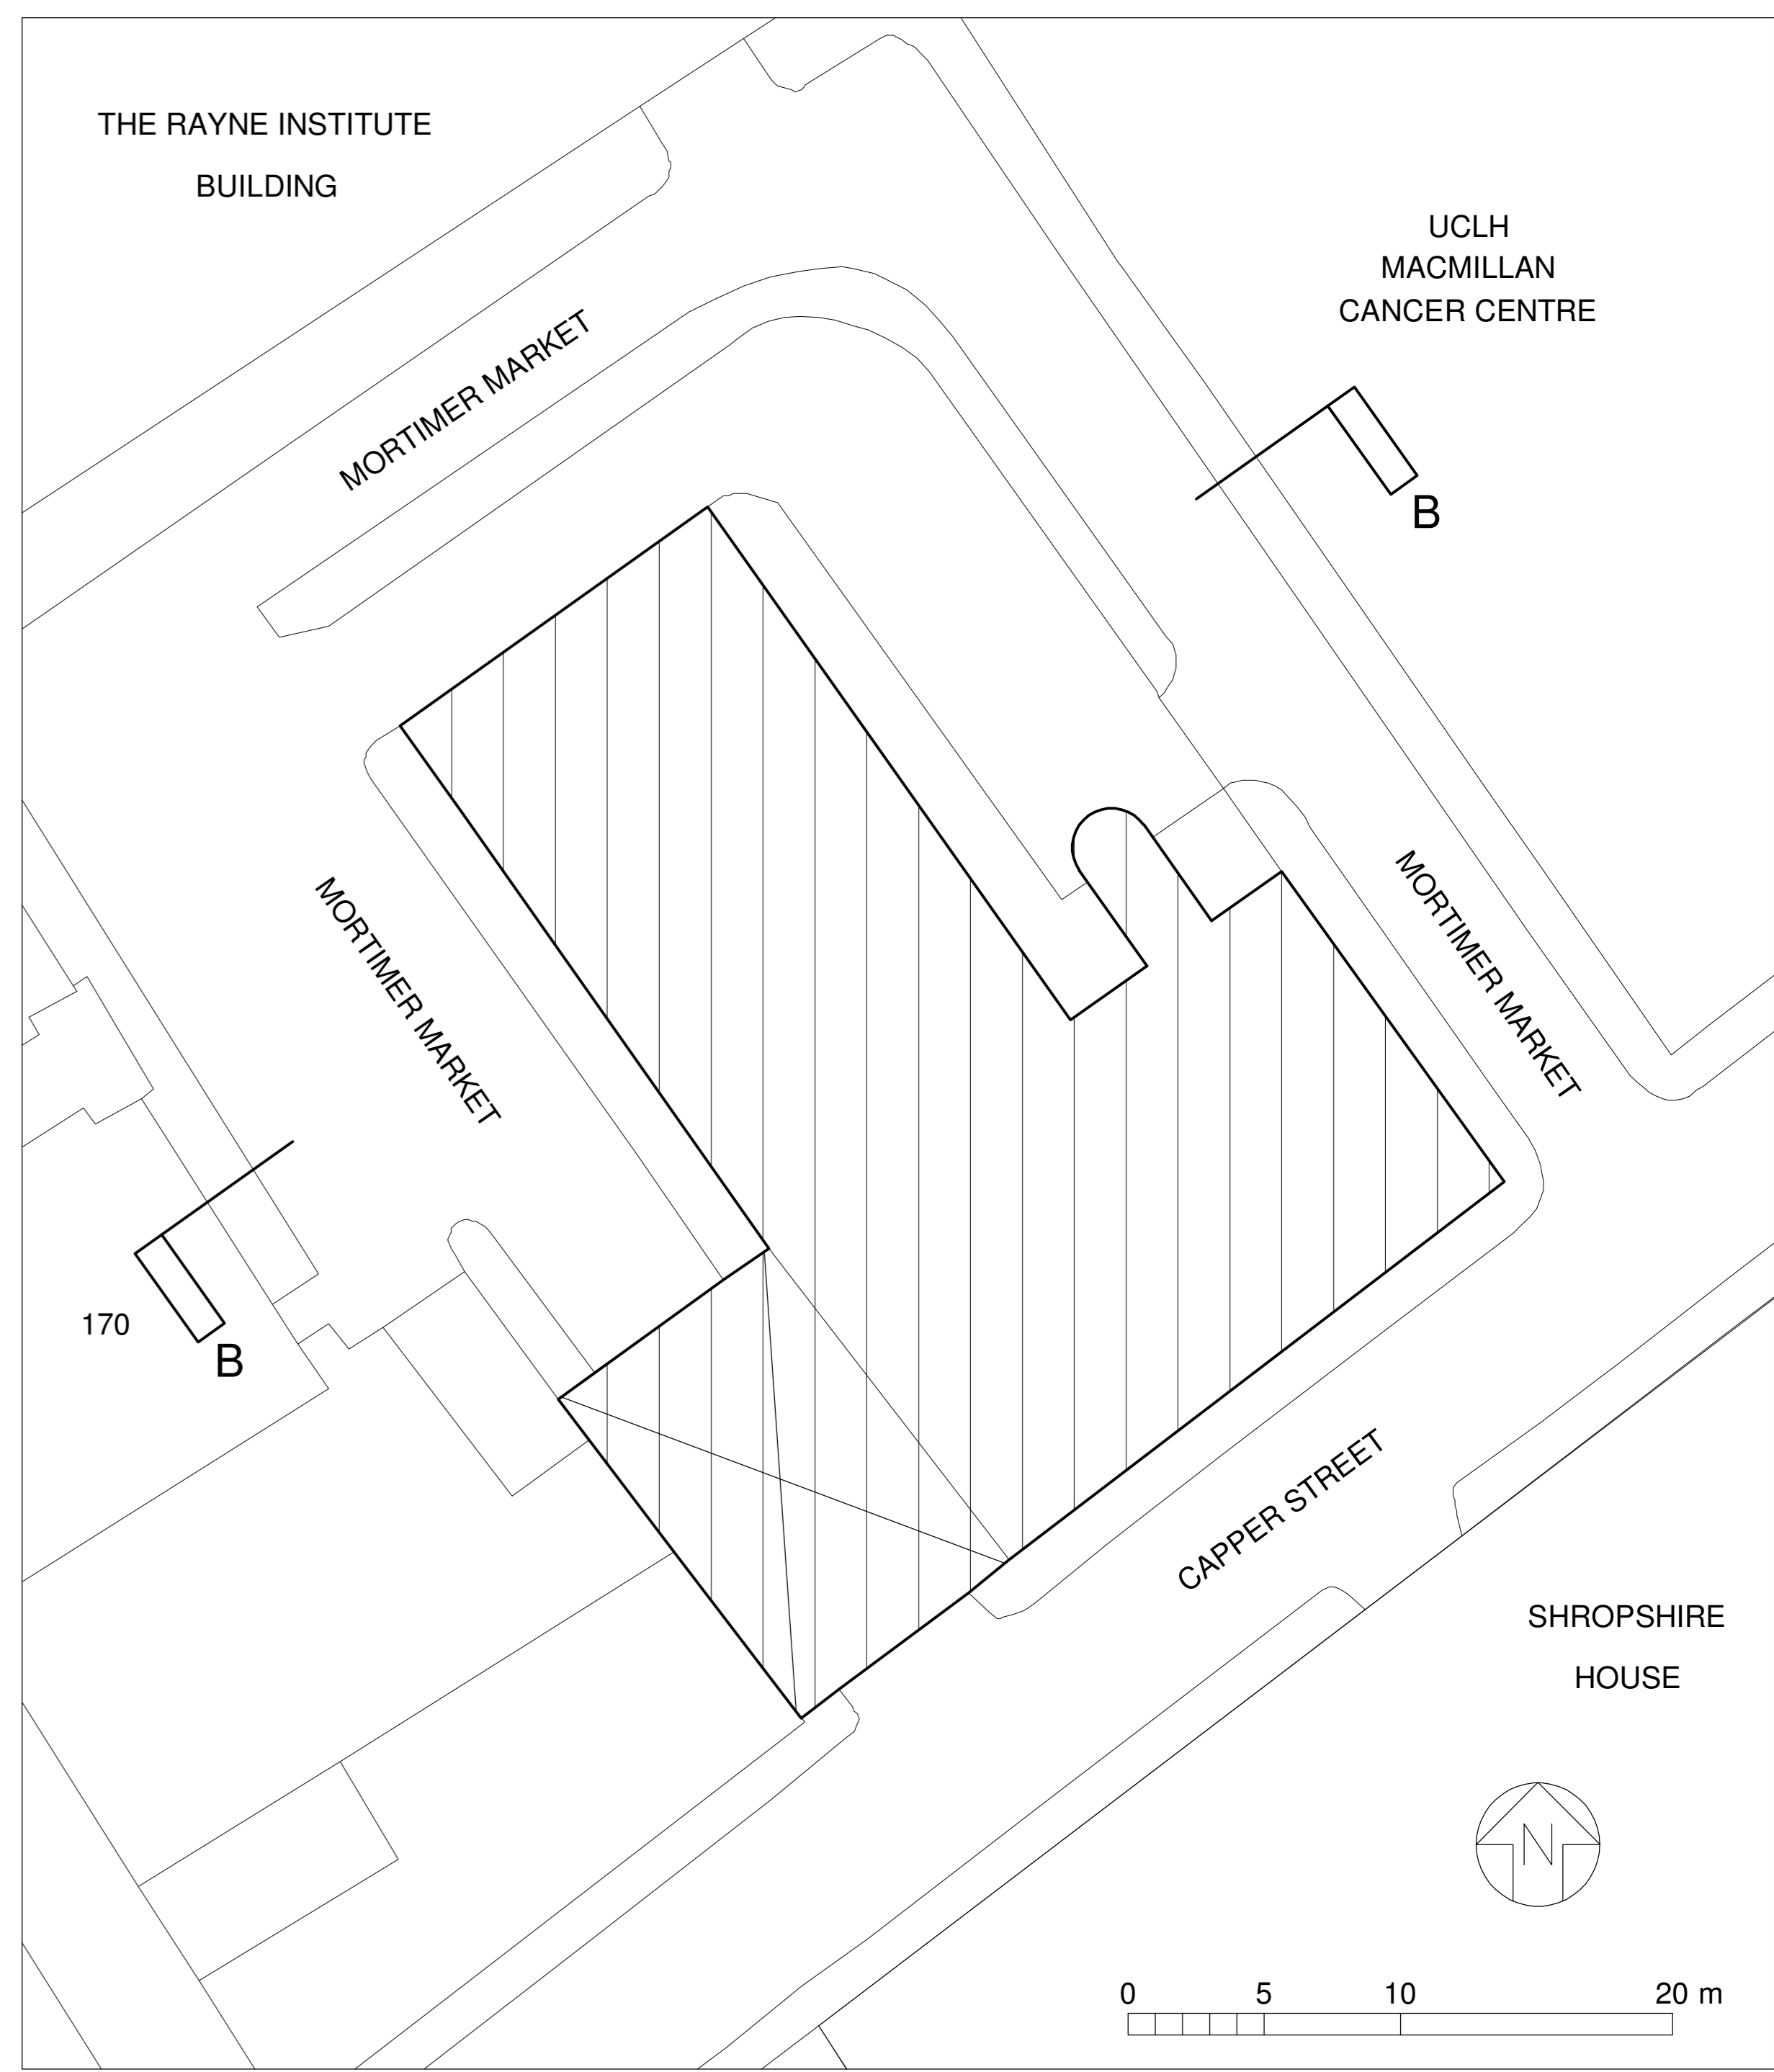 THE RAYNE INSTITUTE
BUILDING
UCLH
MACMILLAN
CANCER CENTRE
MORTIMER MARKET
B
MORTIMER MARKET
MORTIMER MARKET
170
B
CAPPER STREET
SHROPSHIRE
HOUSE
N
0 5 10 20 m